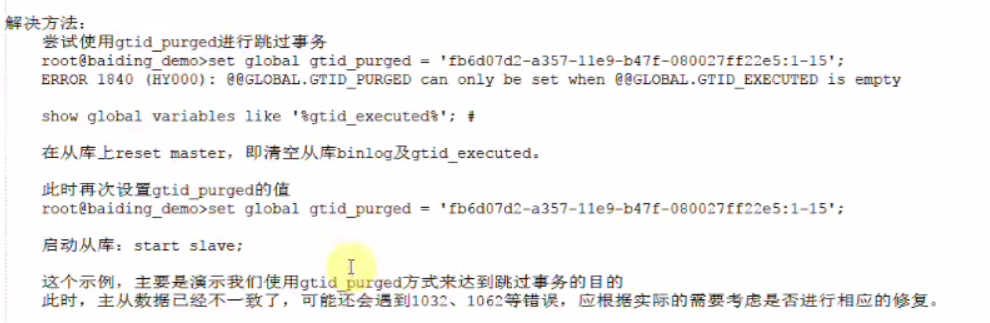 解决方法:
尝试使用gtid_purged进行跳过事务
root@baiding_demo>set global gtid_purged = 'fb6d07d2-a357-11e9-b47f-080027ff22e5:1-15';
ERROR 1840 (HY000): @@GLOBAL.GTID_PURGED can only be set when @@GLOBAL.GTID_EXECUTED is empty
show global variables like '%gtid_executed%'; #
在从库上reset master，即清空从库binlog及gtid_executed。
此时再次设置gtid_purged的值
root@baiding_demo>set global gtid_purged = 'fb6d07d2-a357-11e9-b47f-080027ff22e5:1-15';
启动从库：start slave;
这个示例，主要是演示我们使用gtid_purged方式来达到跳过事务的目的
此时，主从数据已经不一致了，可能还会遇到1032、1062等错误，应根据实际的需要考虑是否进行相应的修复。